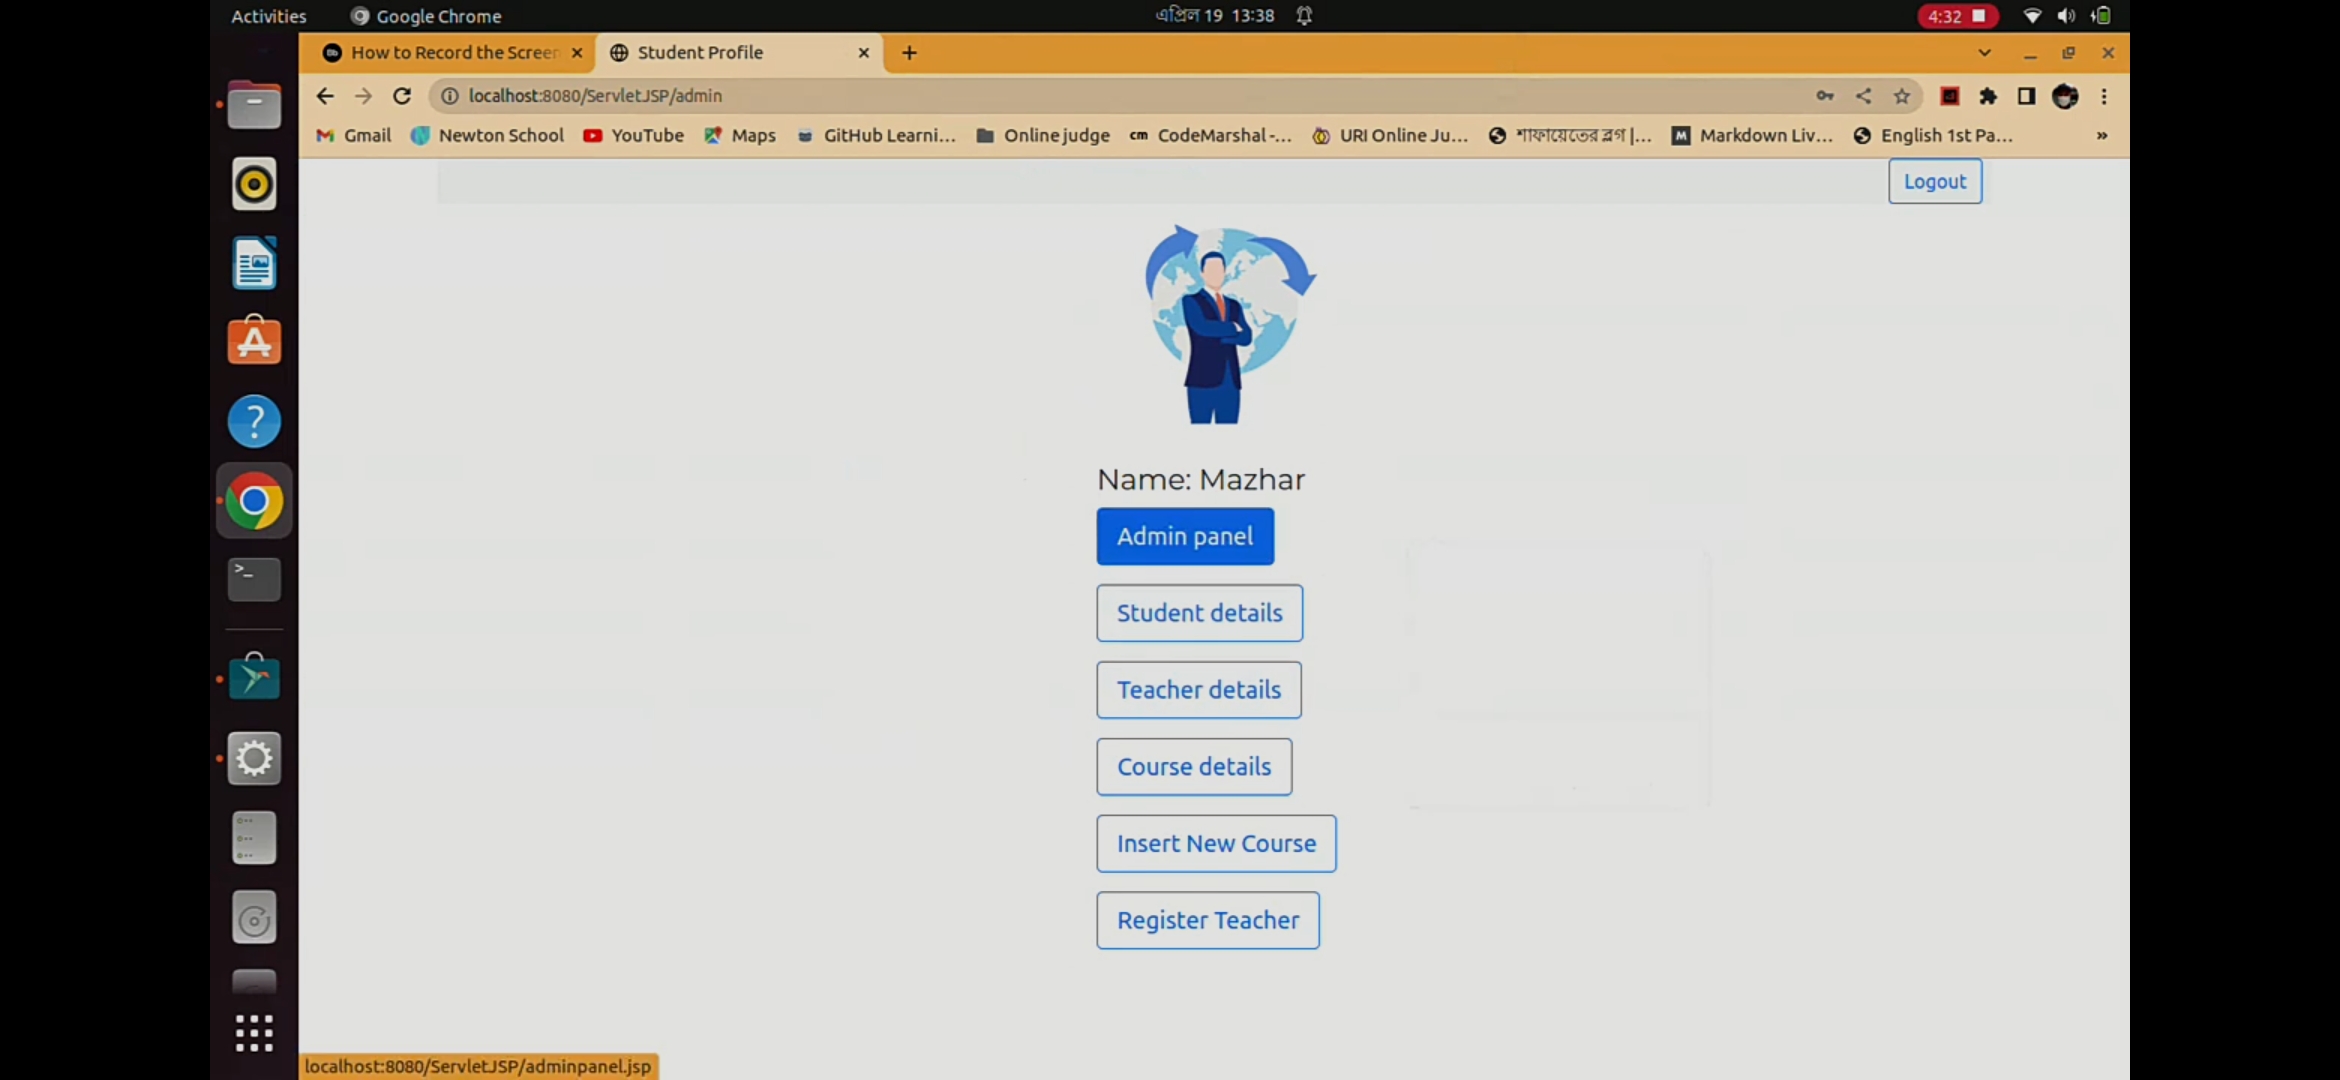 Activities Google Chrome এপ্রিল 19 13:38 4:32
How to Record the Screen Student Profile
localhost:8080/ServletJSP/admin
Gmail Newton School YouTube Maps GitHub Learni... Online judge cm CodeMarshal -... URI Online Ju... শাফায়েতের ব্লগ |... M Markdown Liv... English 1st Pa... »
Logout
Name: Mazhar
Admin panel
Student details
Teacher details
Course details
Insert New Course
Register Teacher
localhost:8080/ServletJSP/adminpanel.jsp